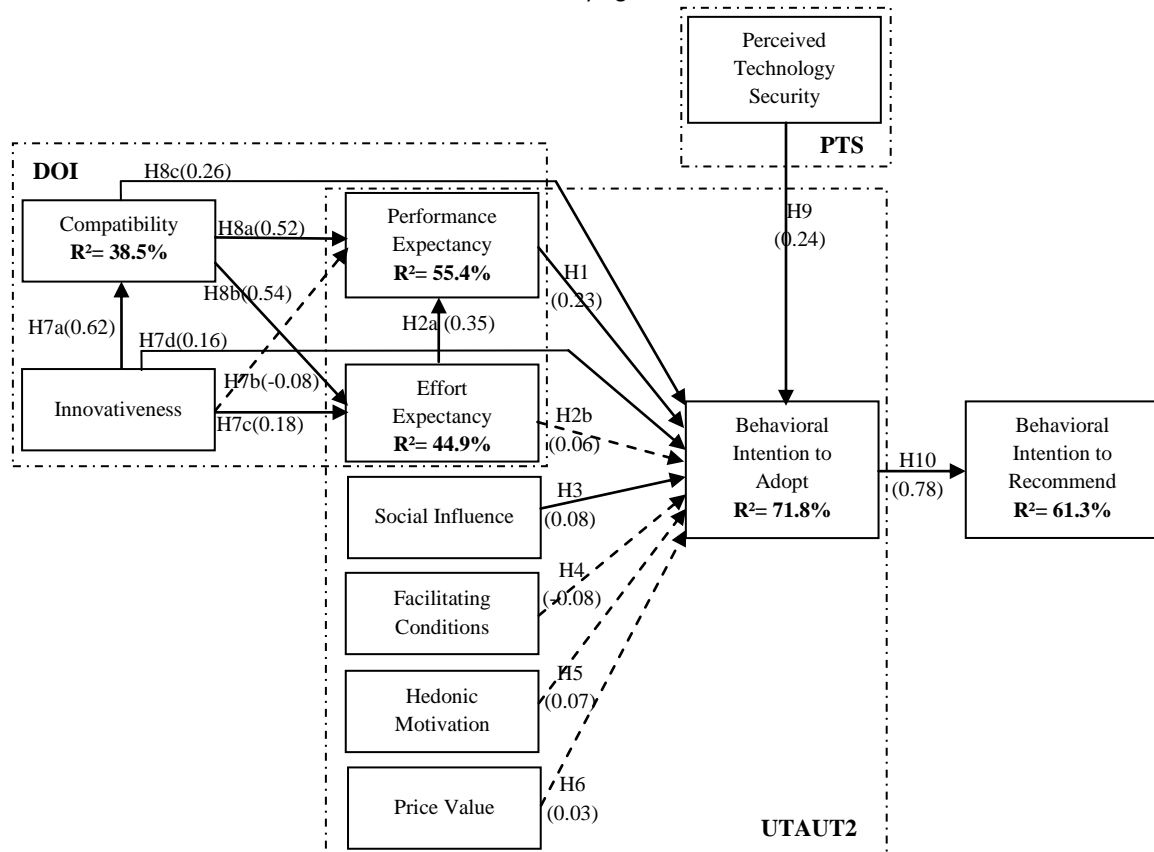 Perceived
Technology
Security
PTS
DOI
H8c(0.26)
Compatibility
R²= 38.5%
H8a(0.52)
Performance
Expectancy
R²= 55.4%
H9
(0.24)
H8b(0.54)
H1
(0.23)
H7a(0.62)
H2a (0.35)
H7d(0.16)
H7b(-0.08)
Innovativeness
H7c(0.18)
Effort
Expectancy
R²= 44.9%
H2b
(0.06)
Behavioral
Intention to
Adopt
R²= 71.8%
H10
(0.78)
Behavioral
Intention to
Recommend
R²= 61.3%
Social Influence
H3
(0.08)
Facilitating
Conditions
H4
(-0.08)
Hedonic
Motivation
H5
(0.07)
Price Value
H6
(0.03)
UTAUT2